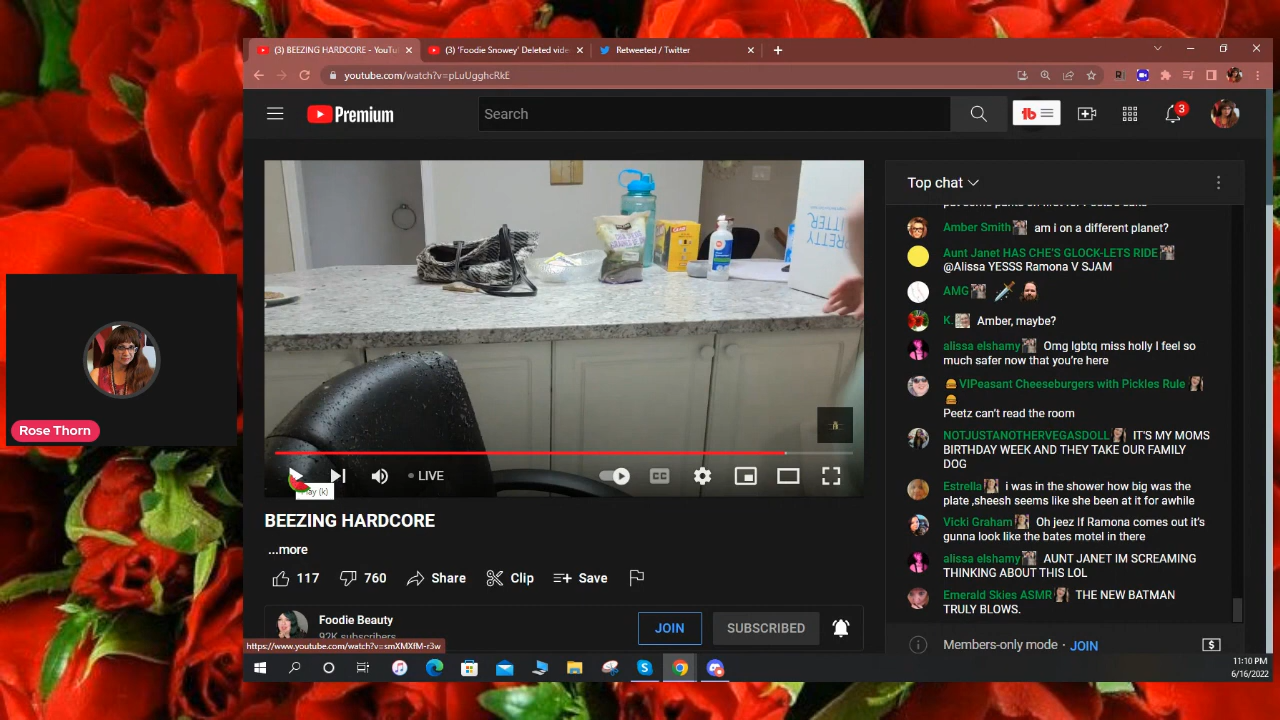 (3) BEEZING HARDCORE - YouTu
(3) 'Foodie Snowey' Deleted vide
Retweeted / Twitter
youtube.com/watch?v=pLuUgghcRkE
Premium
Search
tb
3
Top chat
Amber Smith am i on a different planet?
Aunt Janet HAS CHE'S GLOCK-LETS RIDE
@Alissa YESSS Ramona V SJAM
AMG
K. Amber, maybe?
alissa elshamy Omg lgbtq miss holly I feel so
much safer now that you're here
VIPeasant Cheeseburgers with Pickles Rule
Peetz can't read the room
NOTJUSTANOTHERVEGASDOLL IT'S MY MOMS
BIRTHDAY WEEK AND THEY TAKE OUR FAMILY
DOG
Estrella i was in the shower how big was the
plate ,sheesh seems like she been at it for awhile
Vicki Graham Oh jeez If Ramona comes out it's
gunna look like the bates motel in there
alissa elshamy AUNT JANET IM SCREAMING
THINKING ABOUT THIS LOL
Emerald Skies ASMR THE NEW BATMAN
TRULY BLOWS.
Members-only mode · JOIN
Rose Thorn
LIVE
CC
Play (k)
BEEZING HARDCORE
...more
117
760
Share
Clip
Save
Foodie Beauty
92K subscribers
JOIN
SUBSCRIBED
https://www.youtube.com/watch?v=smXMXfM-r3w
11:10 PM
6/16/2022